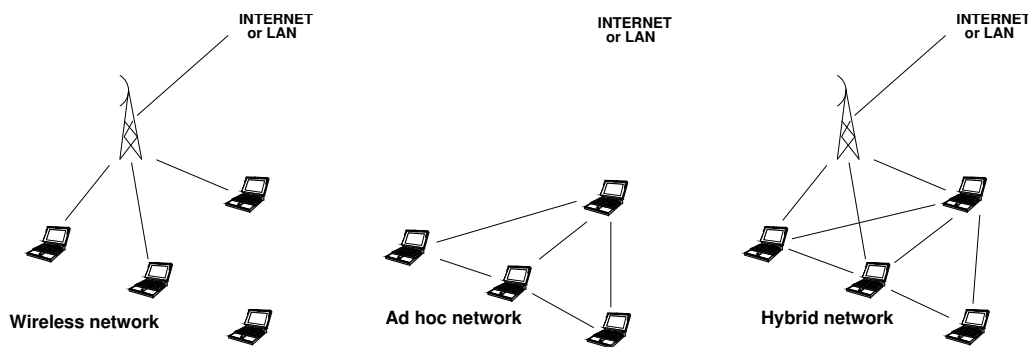 INTERNET
or LAN
Wireless network
INTERNET
or LAN
Ad hoc network
INTERNET
or LAN
Hybrid network